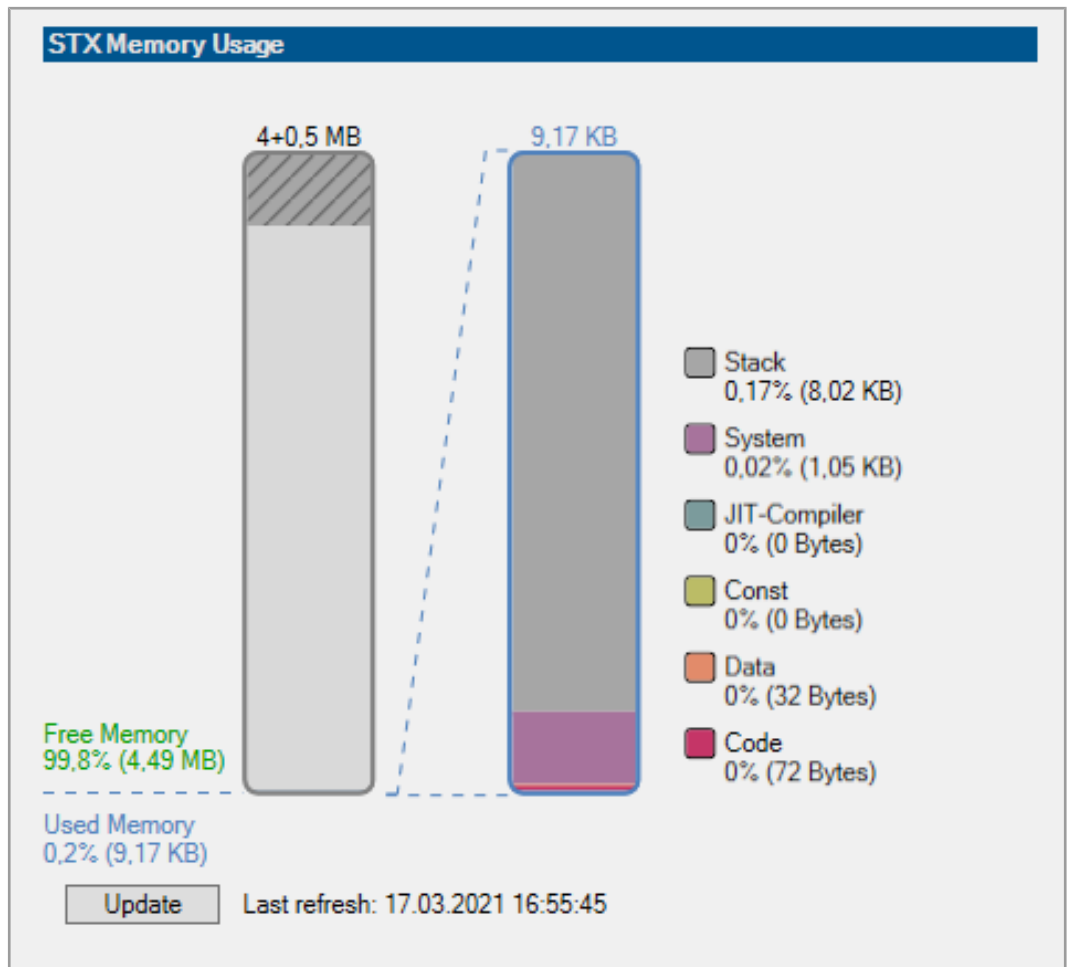 STX Memory Usage
4+0,5 MB
9,17 KB
Stack
0,17% (8,02 KB)
System
0,02% (1,05 KB)
JIT-Compiler
0% (0 Bytes)
Const
0% (0 Bytes)
Data
0% (32 Bytes)
Code
0% (72 Bytes)
Free Memory
99,8% (4,49 MB)
Used Memory
0,2% (9,17 KB)
Update
Last refresh: 17.03.2021 16:55:45